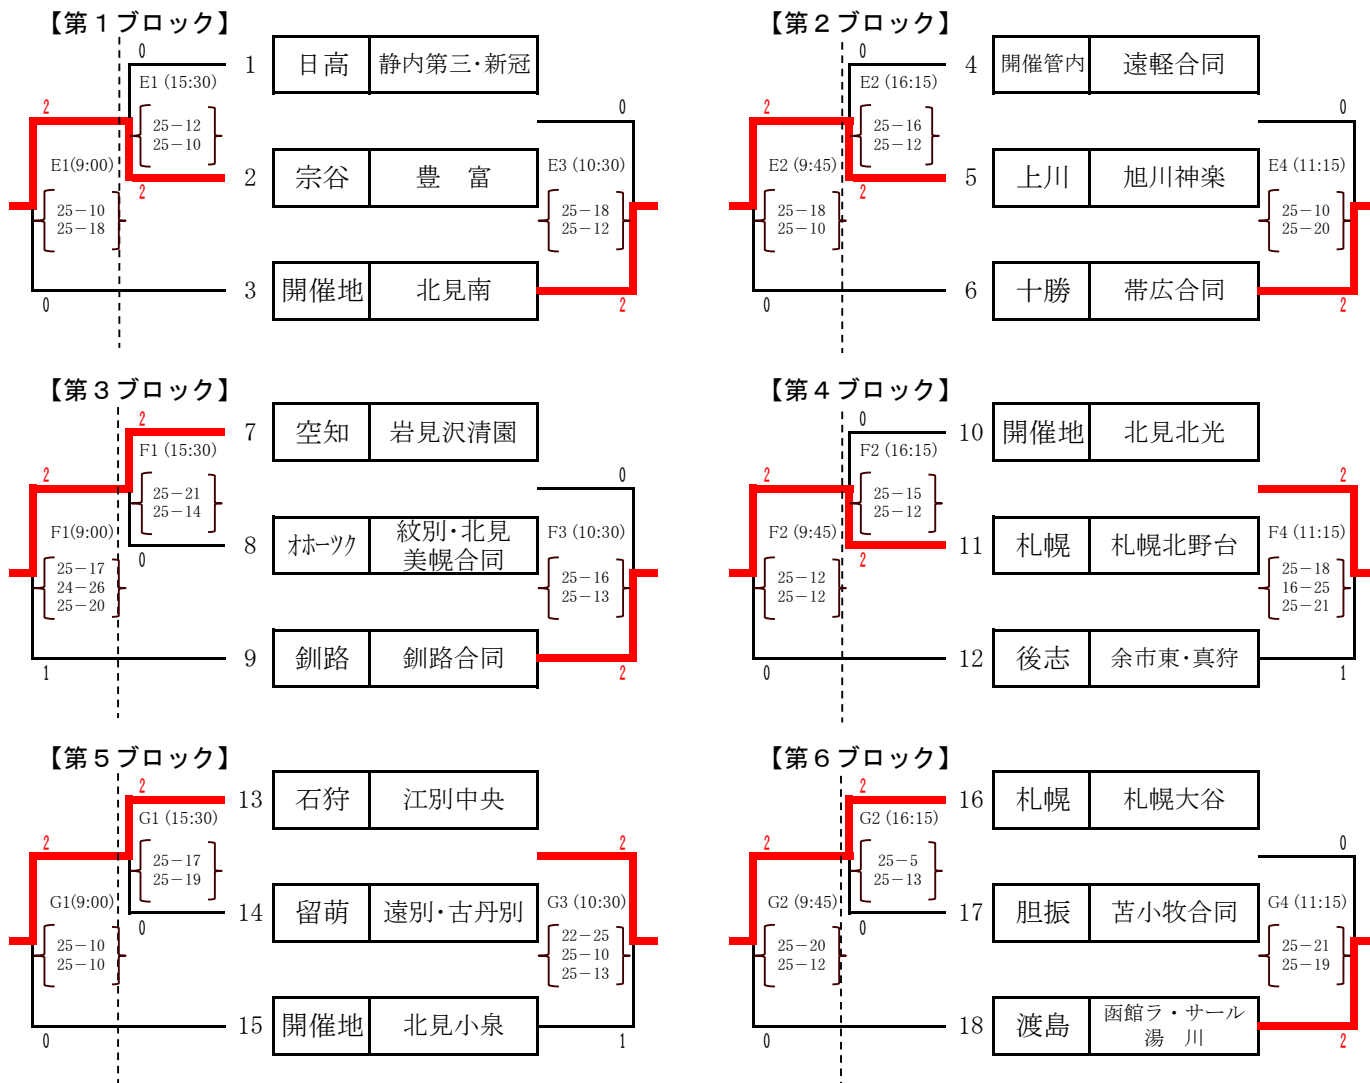 【第１ブロック】
0
1 日高 静内第三・新冠
E1 (15:30)
25－12
25－10
2
0
E1(9:00)
2 宗谷 豊　富
E3 (10:30)
2
25－10
25－18
25－18
25－12
3 開催地 北見南
0
2
【第２ブロック】
0
4 開催管内 遠軽合同
E2 (16:15)
25－16
25－12
2
0
E2 (9:45)
5 上川 旭川神楽
E4 (11:15)
2
25－18
25－10
25－10
25－20
6 十勝 帯広合同
0
2
【第３ブロック】
2
7 空知 岩見沢清園
F1 (15:30)
25－21
25－14
2
0
F1(9:00)
8 ｵﾎｰﾂｸ 紋別・北見
美幌合同
F3 (10:30)
0
25－17
24－26
25－20
25－16
25－13
9 釧路 釧路合同
1
2
【第４ブロック】
0
10 開催地 北見北光
F2 (16:15)
25－15
25－12
2
2
F2 (9:45)
11 札幌 札幌北野台
F4 (11:15)
2
25－12
25－12
25－18
16－25
25－21
12 後志 余市東・真狩
0
1
【第５ブロック】
2
13 石狩 江別中央
G1 (15:30)
25－17
25－19
2
2
G1(9:00)
14 留萌 遠別・古丹別
G3 (10:30)
0
25－10
25－10
22－25
25－10
25－13
15 開催地 北見小泉
0
1
【第６ブロック】
2
16 札幌 札幌大谷
G2 (16:15)
25－5
25－13
2
0
G2 (9:45)
17 胆振 苫小牧合同
G4 (11:15)
0
25－20
25－12
25－21
25－19
18 渡島 函館ラ・サール
湯　川
0
2